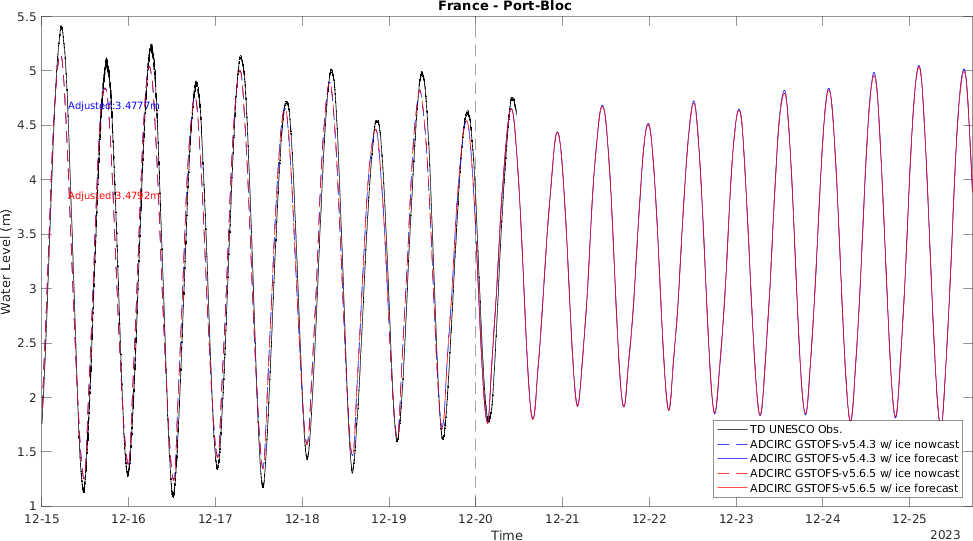 France - Port-Bloc
5.5
5
4.5
4
3.5
3
2.5
2
1.5
1
Water Level (m)
Adjusted:3.4777m
Adjusted:3.4792m
TD UNESCO Obs.
ADCIRC GSTOFS-v5.4.3 w/ ice nowcast
ADCIRC GSTOFS-v5.4.3 w/ ice forecast
ADCIRC GSTOFS-v5.6.5 w/ ice nowcast
ADCIRC GSTOFS-v5.6.5 w/ ice forecast
12-15 12-16 12-17 12-18 12-19 12-20 12-21 12-22 12-23 12-24 12-25
Time
2023